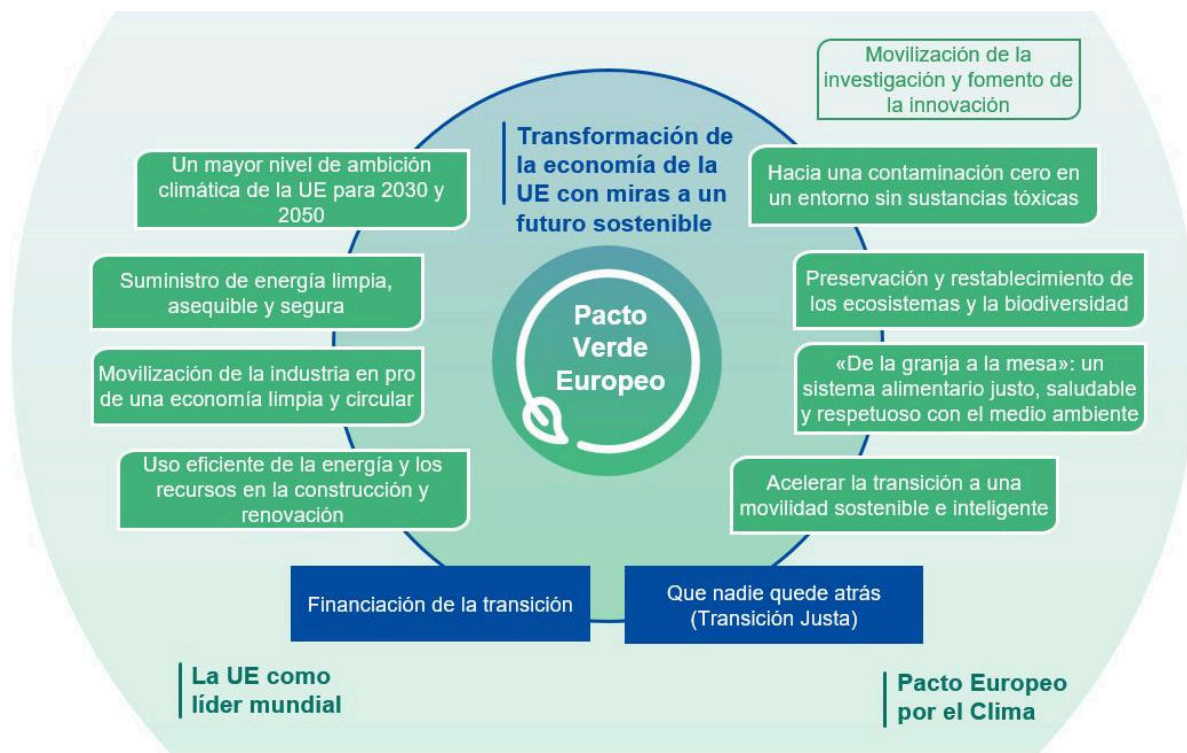 Movilización de la
investigación y fomento de
la innovación
Transformación de
la economía de la
UE con miras a un
futuro sostenible
Un mayor nivel de ambición
climática de la UE para 2030 y
2050
Hacia una contaminación cero en
un entorno sin sustancias tóxicas
Suministro de energía limpia,
asequible y segura
Preservación y restablecimiento de
los ecosistemas y la biodiversidad
Pacto
Verde
Europeo
Movilización de la industria en pro
de una economía limpia y circular
«De la granja a la mesa»: un
sistema alimentario justo, saludable
y respetuoso con el medio ambiente
Uso eficiente de la energía y los
recursos en la construcción y
renovación
Acelerar la transición a una
movilidad sostenible e inteligente
Financiación de la transición
Que nadie quede atrás
(Transición Justa)
La UE como
líder mundial
Pacto Europeo
por el Clima